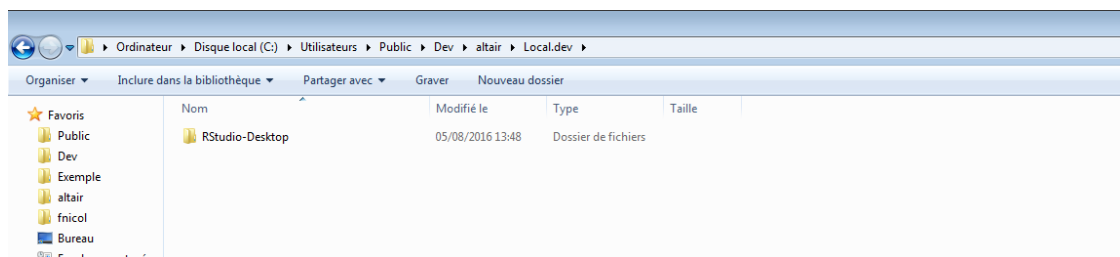 Ordinateur ▸ Disque local (C:) ▸ Utilisateurs ▸ Public ▸ Dev ▸ altair ▸ Local.dev ▸
Organiser ▾ Inclure dans la bibliothèque ▾ Partager avec ▾ Graver Nouveau dossier
Favoris
Public
Dev
Exemple
altair
fnicol
Bureau
Nom Modifié le Type Taille
RStudio-Desktop 05/08/2016 13:48 Dossier de fichiers